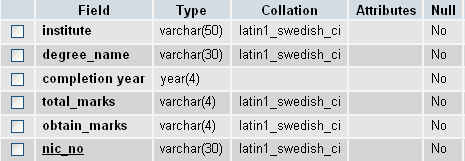 Field Type Collation Attributes Null
institute varchar(50) latin1_swedish_ci No
degree_name varchar(30) latin1_swedish_ci No
completion year year(4) No
total_marks varchar(4) latin1_swedish_ci No
obtain_marks varchar(4) latin1_swedish_ci No
nic_no varchar(30) latin1_swedish_ci No